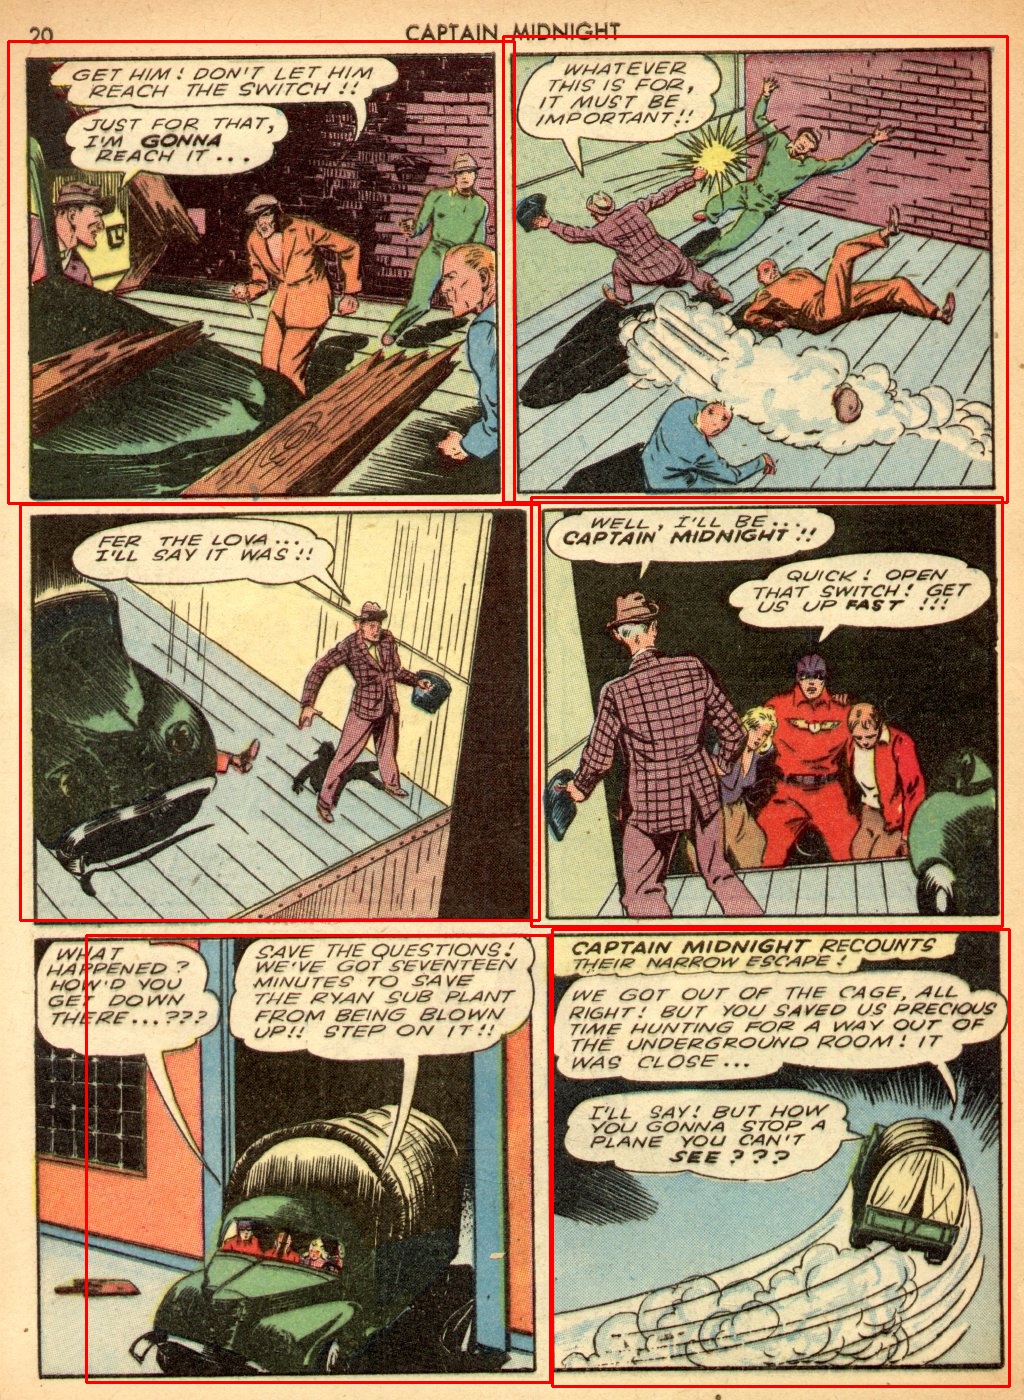 20
CAPTAIN MIDNIGHT
GET HIM! DON'T LET HIM
REACH THE SWITCH!!
JUST FOR THAT,
I'M GONNA
REACH IT...
WHATEVER
THIS IS FOR,
IT MUST BE
IMPORTANT!!
FER THE LOVA...
I'LL SAY IT WAS!!
WELL, I'LL BE...
CAPTAIN MIDNIGHT!!
QUICK! OPEN
THAT SWITCH! GET
US UP FAST !!!
WHAT
HAPPENED?
HOW'D YOU
GET DOWN
THERE...???
SAVE THE QUESTIONS!
WE'VE GOT SEVENTEEN
MINUTES TO SAVE
THE RYAN SUB PLANT
FROM BEING BLOWN
UP!! STEP ON IT!!
CAPTAIN MIDNIGHT RECOUNTS
THEIR NARROW ESCAPE!
WE GOT OUT OF THE CAGE, ALL
RIGHT! BUT YOU SAVED US PRECIOUS
TIME HUNTING FOR A WAY OUT OF
THE UNDERGROUND ROOM! IT
WAS CLOSE...
I'LL SAY! BUT HOW
YOU GONNA STOP A
PLANE YOU CAN'T
SEE???